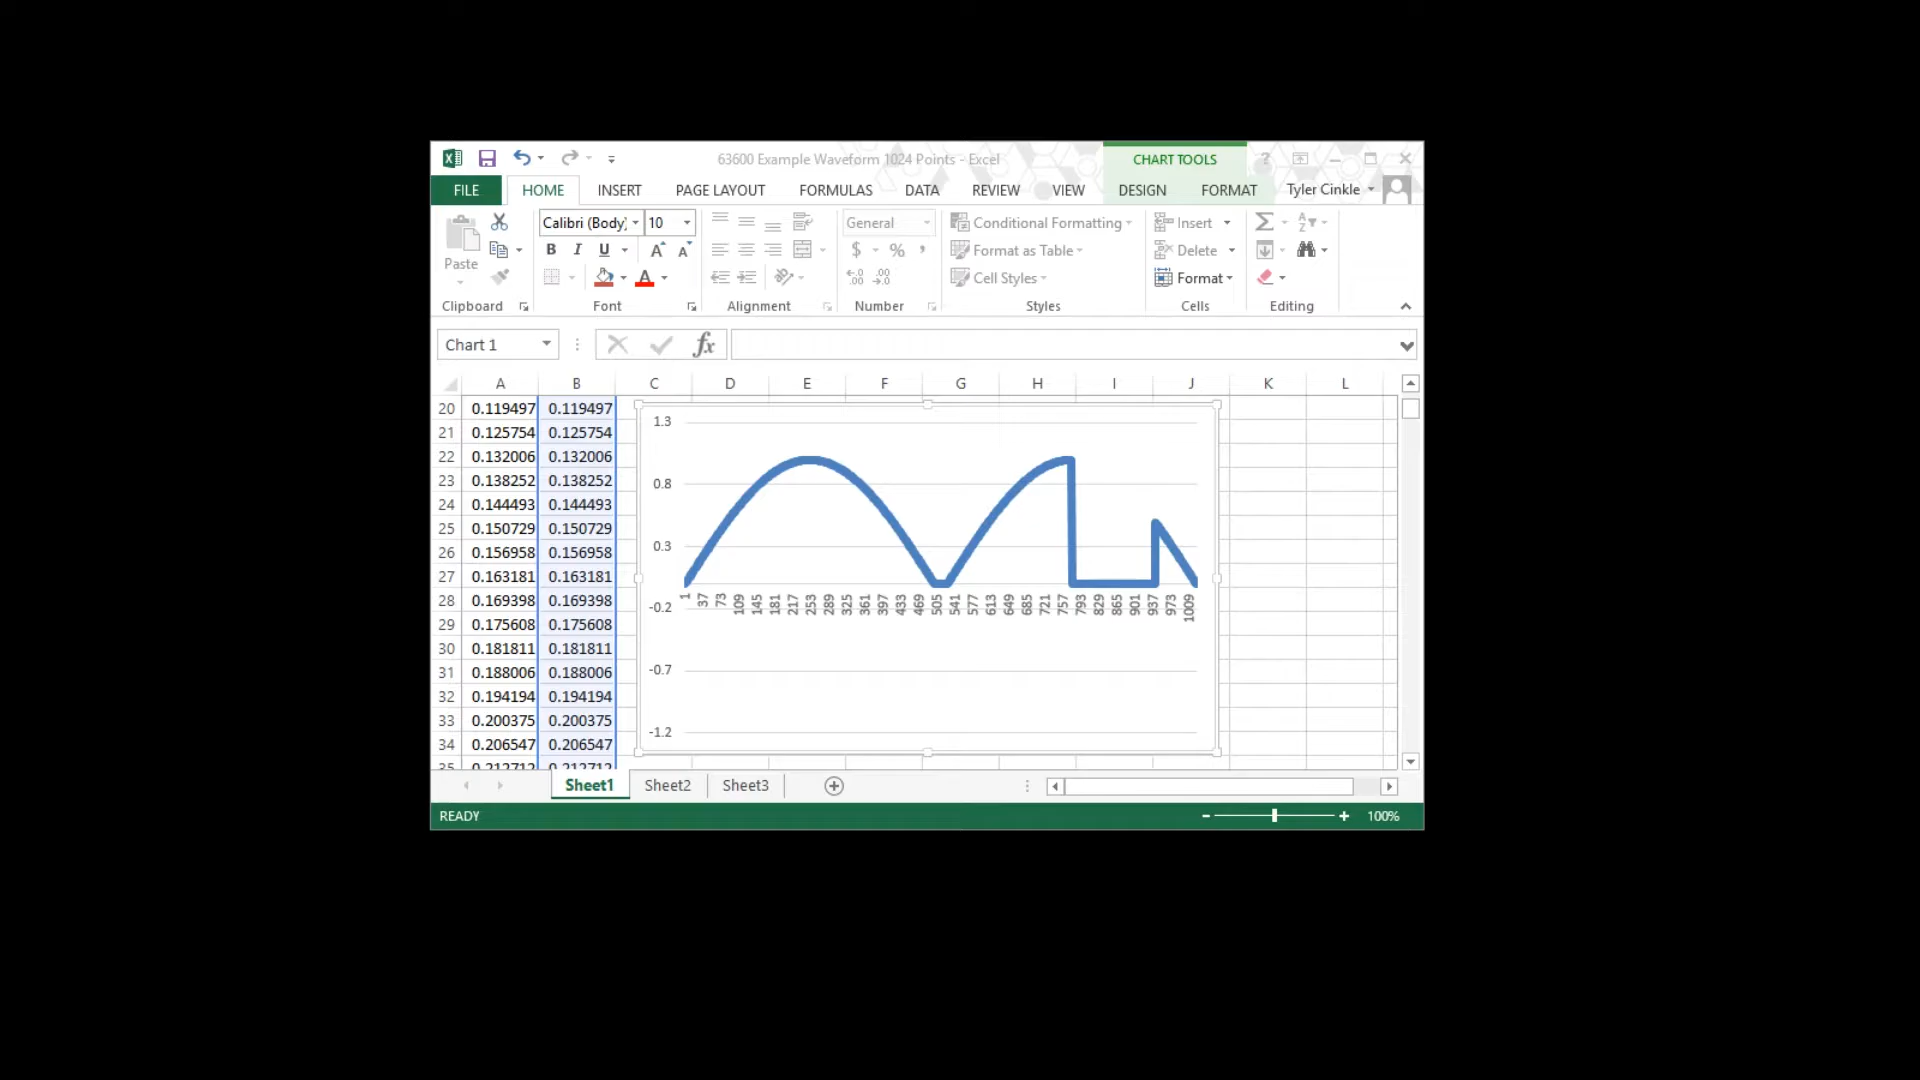 63600 Example Waveform 1024 Points - Excel
CHART TOOLS
?
FILE HOME INSERT PAGE LAYOUT FORMULAS DATA REVIEW VIEW DESIGN FORMAT Tyler Cinkle
Paste
Calibri (Body) 10
B I U A A
A
General
$ % ,
.00 .00
Conditional Formatting
Format as Table
Cell Styles
Insert
Delete
Format
Clipboard Font Alignment Number Styles Cells Editing
Chart 1 fx
A B C D E F G H I J K L
20 0.119497 0.119497
21 0.125754 0.125754
22 0.132006 0.132006
23 0.138252 0.138252
24 0.144493 0.144493
25 0.150729 0.150729
26 0.156958 0.156958
27 0.163181 0.163181
28 0.169398 0.169398
29 0.175608 0.175608
30 0.181811 0.181811
31 0.188006 0.188006
32 0.194194 0.194194
33 0.200375 0.200375
34 0.206547 0.206547
35 0.212712 0.212712
1.3
0.8
0.3
-0.2
-0.7
-1.2
1 37 73 109 145 181 217 253 289 325 361 397 433 469 505 541 577 613 649 685 721 757 793 829 865 901 937 973 1009
Sheet1 Sheet2 Sheet3
READY
100%